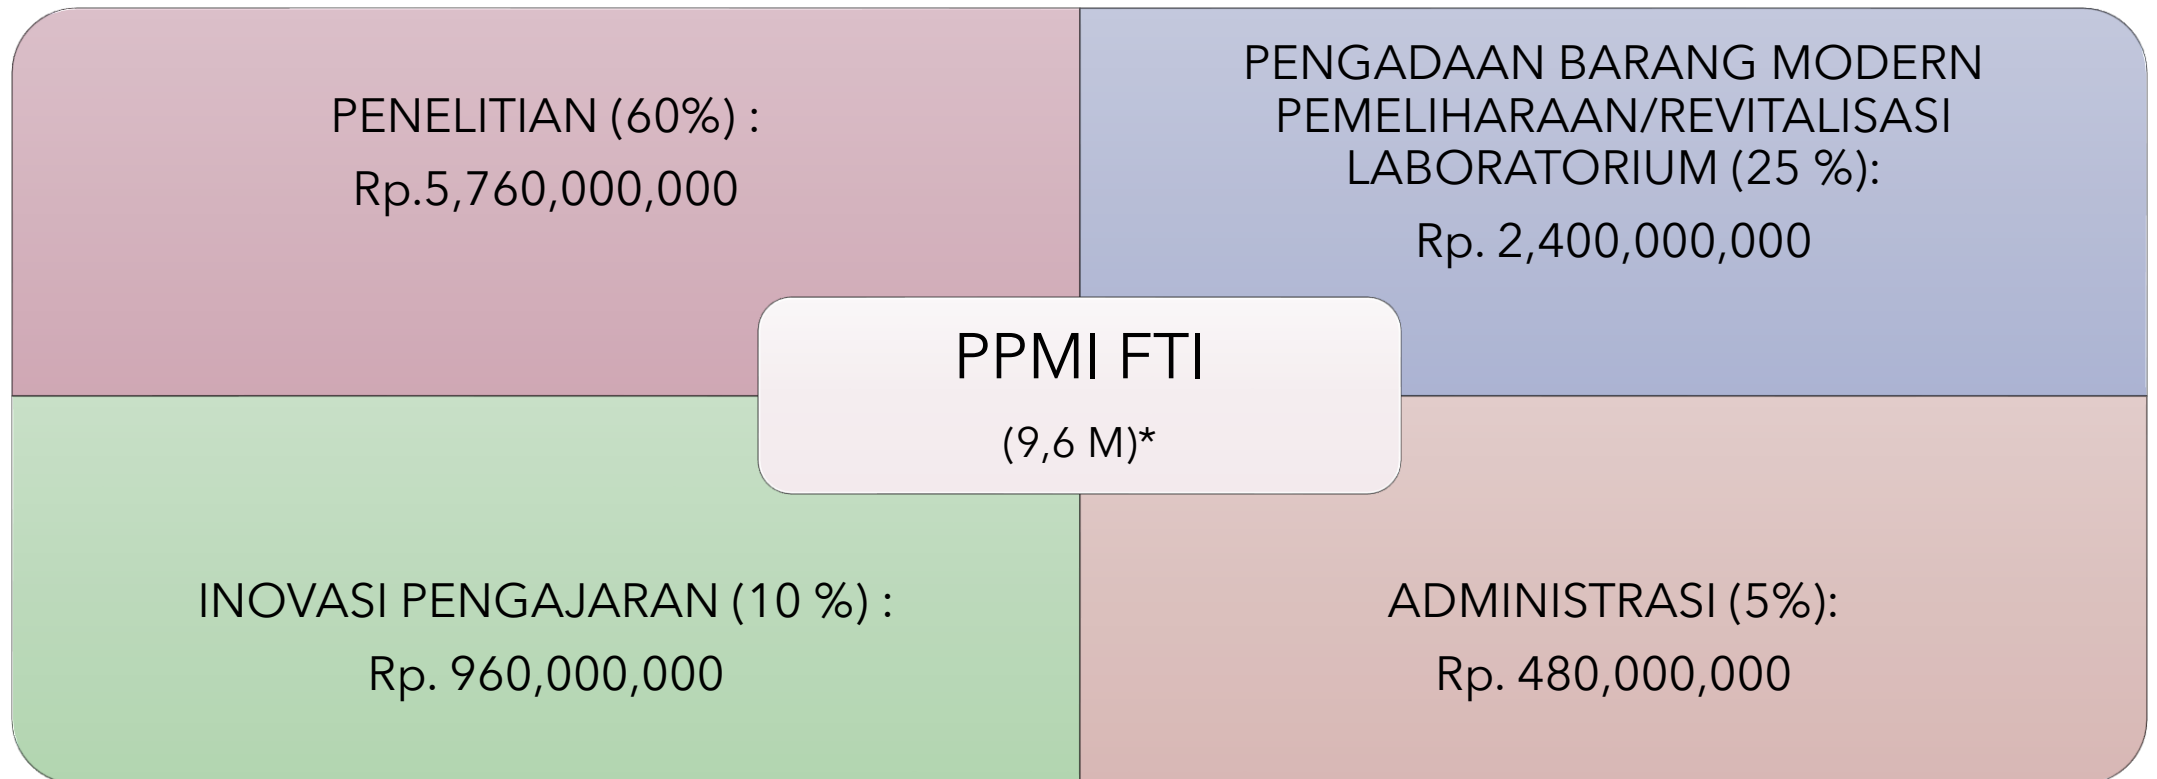 PENELITIAN (60%) :
Rp.5,760,000,000
PENGADAAN BARANG MODERN
PEMELIHARAAN/REVITALISASI
LABORATORIUM (25 %):
Rp. 2,400,000,000
PPMI FTI
(9,6 M)*
INOVASI PENGAJARAN (10 %) :
Rp. 960,000,000
ADMINISTRASI (5%):
Rp. 480,000,000